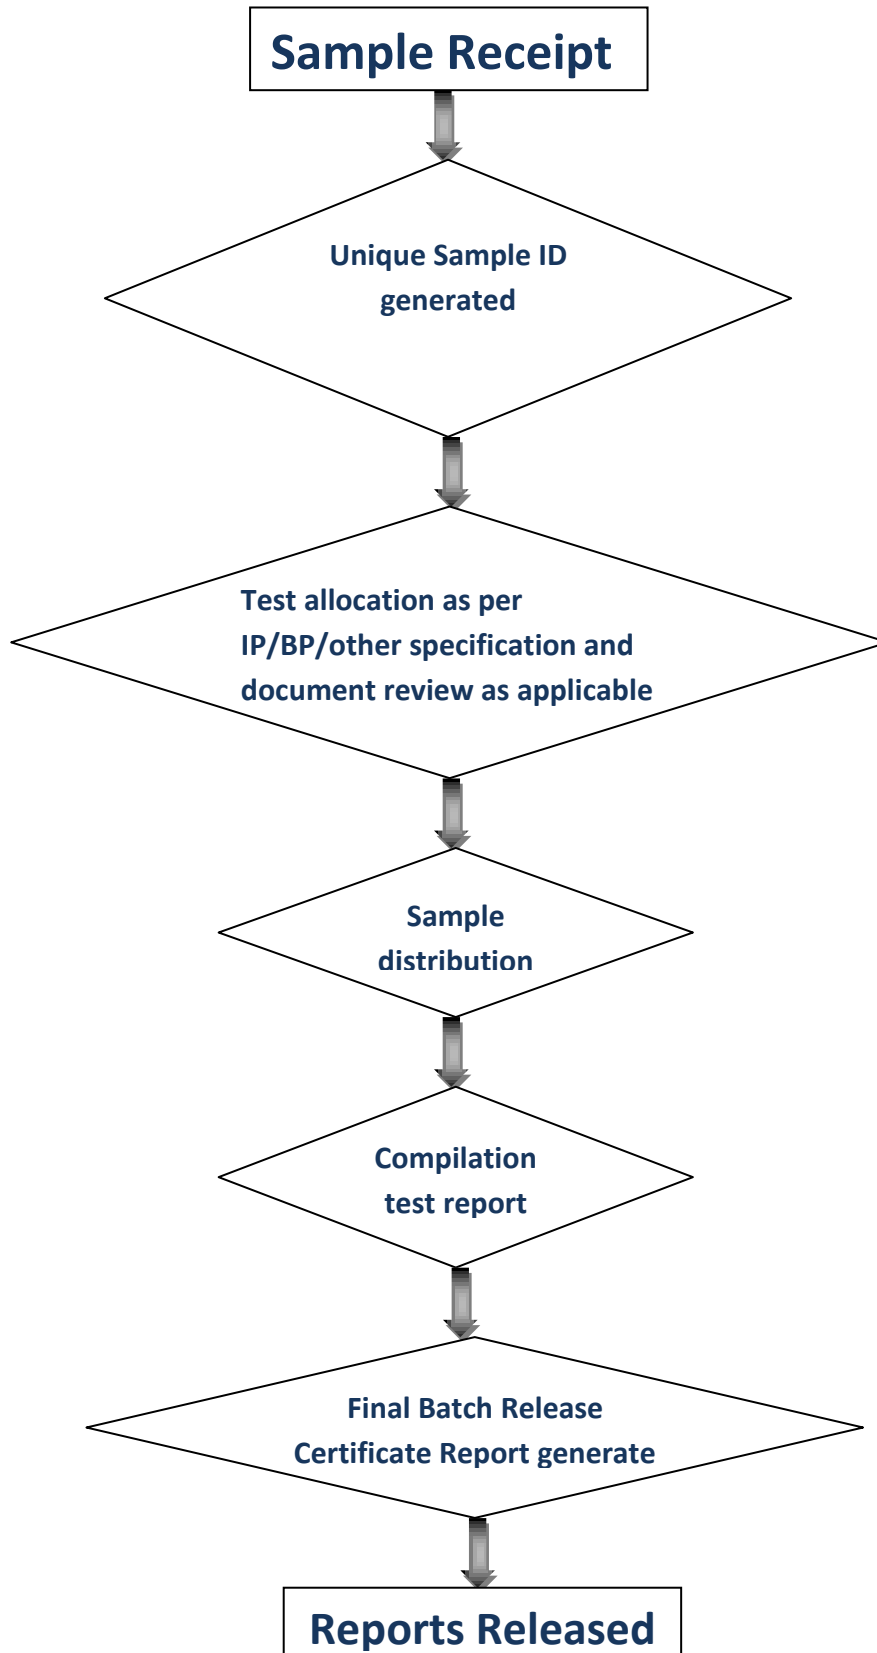 Sample Receipt
Unique Sample ID
generated
Test allocation as per
IP/BP/other specification and
document review as applicable
Sample
distribution
Compilation
test report
Final Batch Release
Certificate Report generate
Reports Released